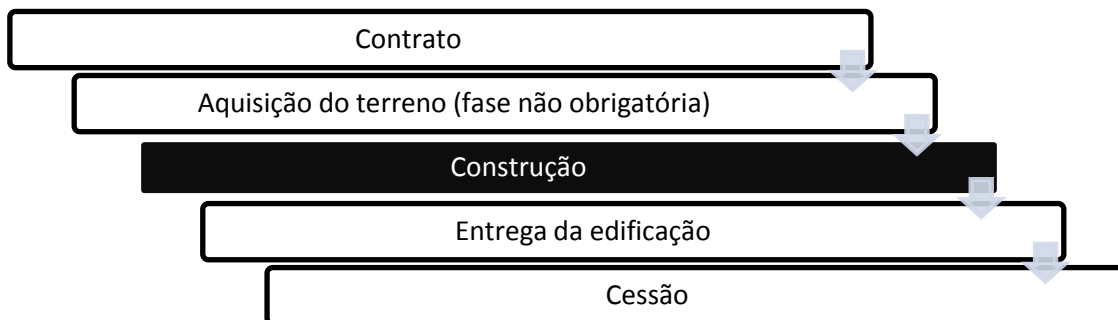 Contrato
Aquisição do terreno (fase não obrigatória)
Construção
Entrega da edificação
Cessão